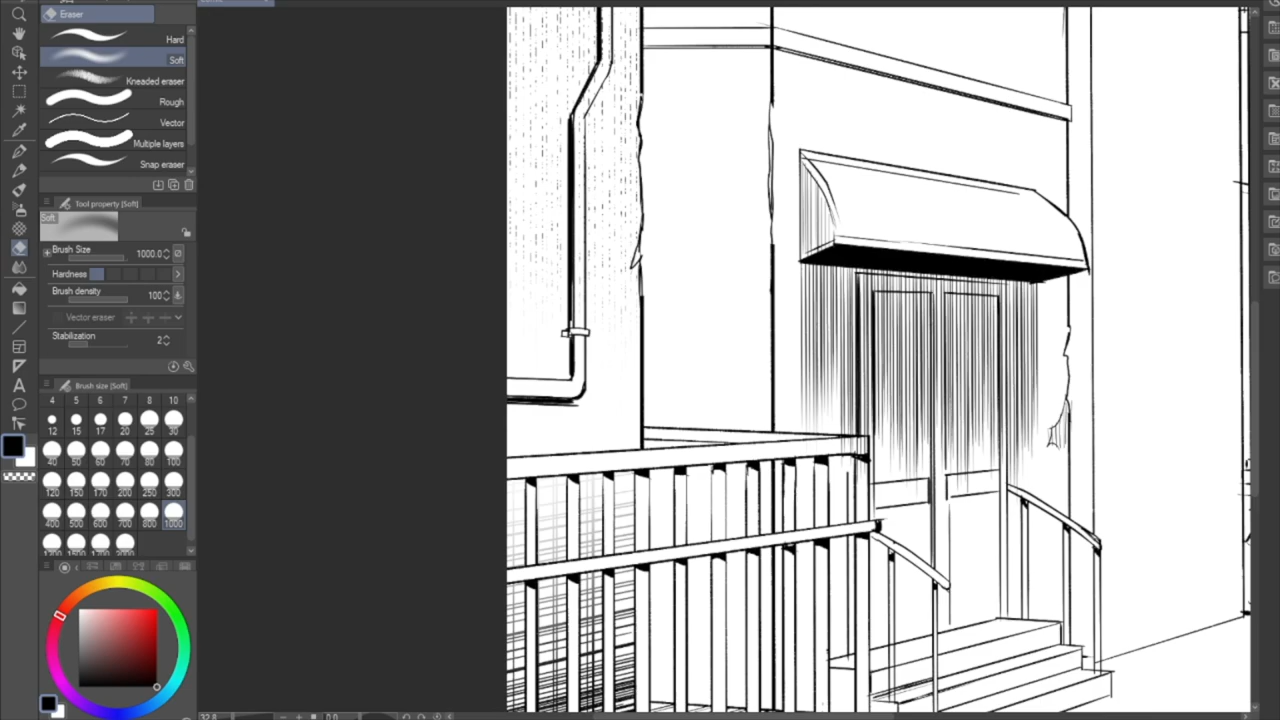 Eraser
Hard
Soft
Kneaded eraser
Rough
Vector
Multiple layers
Snap eraser
Tool property [Soft]
Soft
Brush Size 1000.0
Hardness
Brush density 100
Vector eraser
Stabilization 2
Brush size [Soft]
4 5 6 7 8 10
12 15 17 20 25 30
40 50 60 70 80 100
120 150 170 200 250 300
400 500 600 700 800 1000
0.0